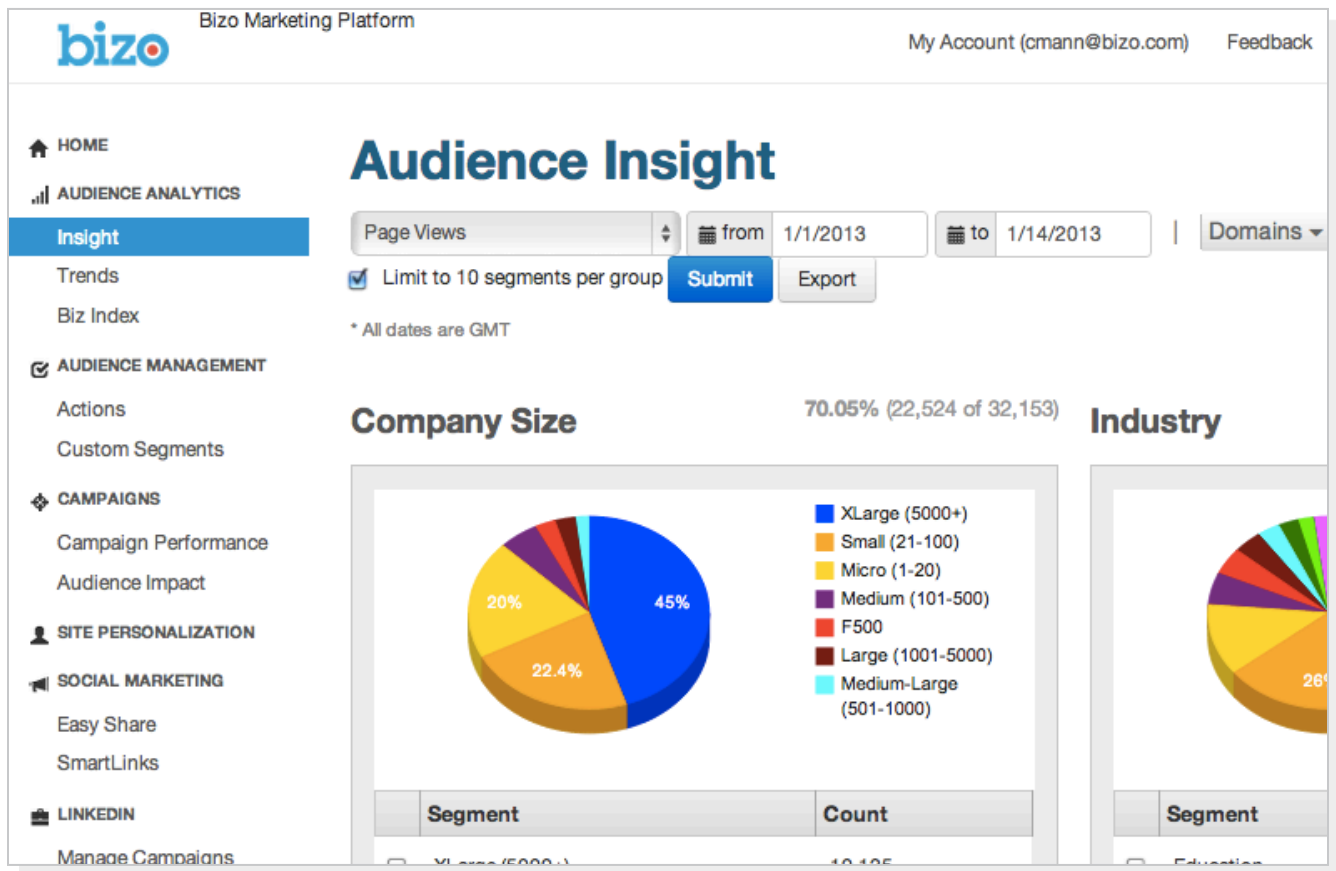 bizo
Bizo Marketing Platform
My Account (cmann@bizo.com) Feedback
HOME
AUDIENCE ANALYTICS
Insight
Trends
Biz Index
AUDIENCE MANAGEMENT
Actions
Custom Segments
CAMPAIGNS
Campaign Performance
Audience Impact
SITE PERSONALIZATION
SOCIAL MARKETING
Easy Share
SmartLinks
LINKEDIN
Manage Campaigns
Audience Insight
Page Views from 1/1/2013 to 1/14/2013 | Domains
Limit to 10 segments per group Submit Export
* All dates are GMT
Company Size 70.05% (22,524 of 32,153)
45%
22.4%
20%
XLarge (5000+)
Small (21-100)
Micro (1-20)
Medium (101-500)
F500
Large (1001-5000)
Medium-Large
(501-1000)
Segment Count
XLarge (5000+)
Industry
Segment
Education